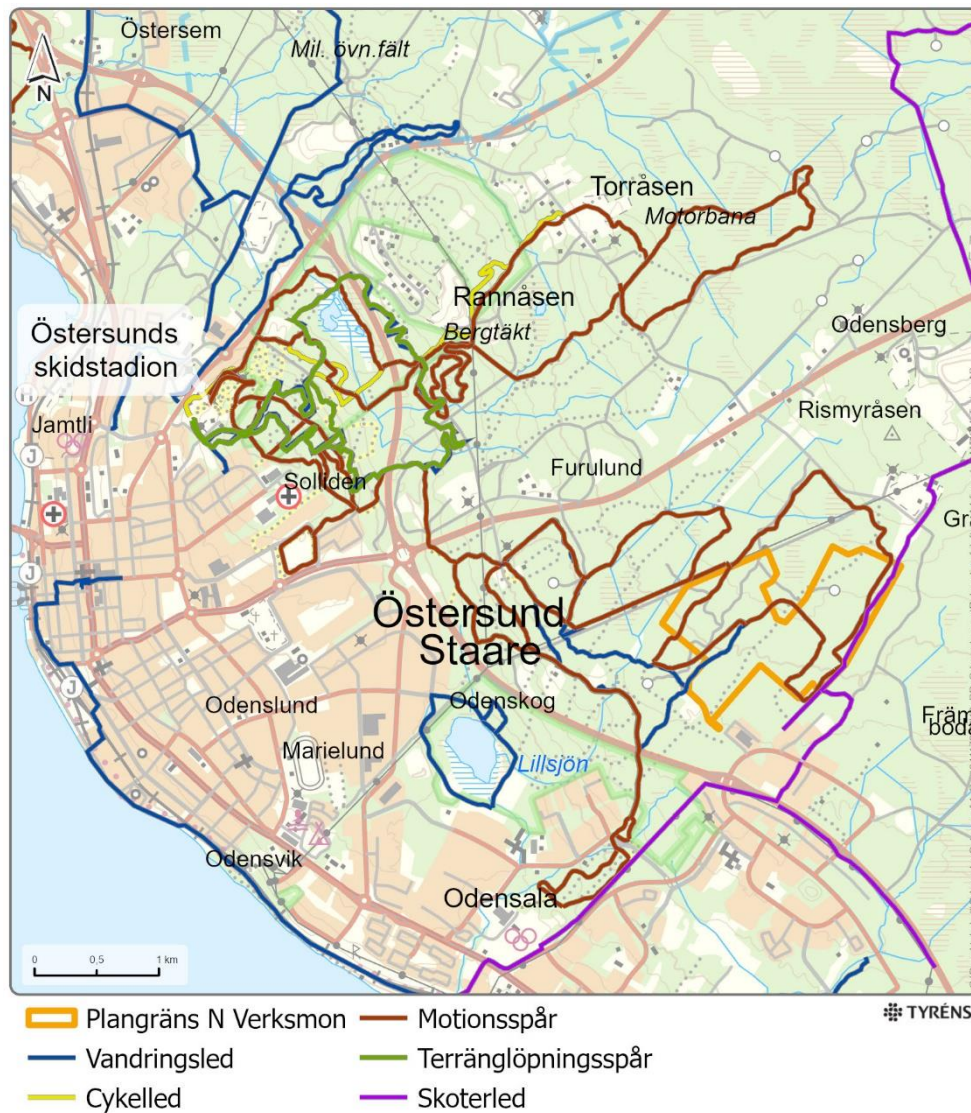 Östersem
Mil. övn.fält
N
Torråsen
Motorbana
Rannåsen
Bergtäkt
Östersunds
skidstadion
Odensberg
Rismyråsen
Jamtli
Furulund
Solliden
J
J
J
Östersund
Staare
Odenslund
Odenskog
Marielund
Lillsjön
Odensvik
Odensala
0 0,5 1 km
Plangräns N Verksmon
Motionsspår
TYRÉNS
Vandringsled
Terränglöpningsspår
Cykelled
Skoterled